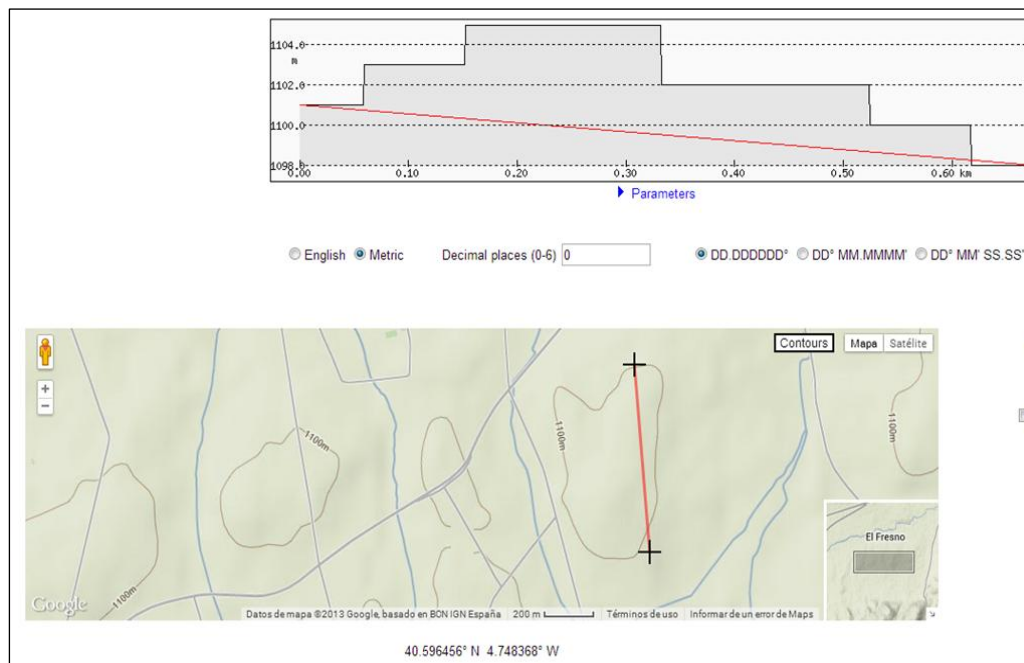 1104.0
m
1102.0
1100.0
1098.0
0.00 0.10 0.20 0.30 0.40 0.50 0.60 km
Parameters
English Metric Decimal places (0-6) 0 DD.DDDDDD° DD° MM.MMMM' DD° MM' SS.SS"
Contours Mapa Satélite
+
−
1100m
1100m
1100m
1100m
El Fresno
Google
Datos de mapa ©2013 Google, basado en BCN IGN España 200 m Términos de uso Informar de un error de Maps
40.596456° N 4.748368° W